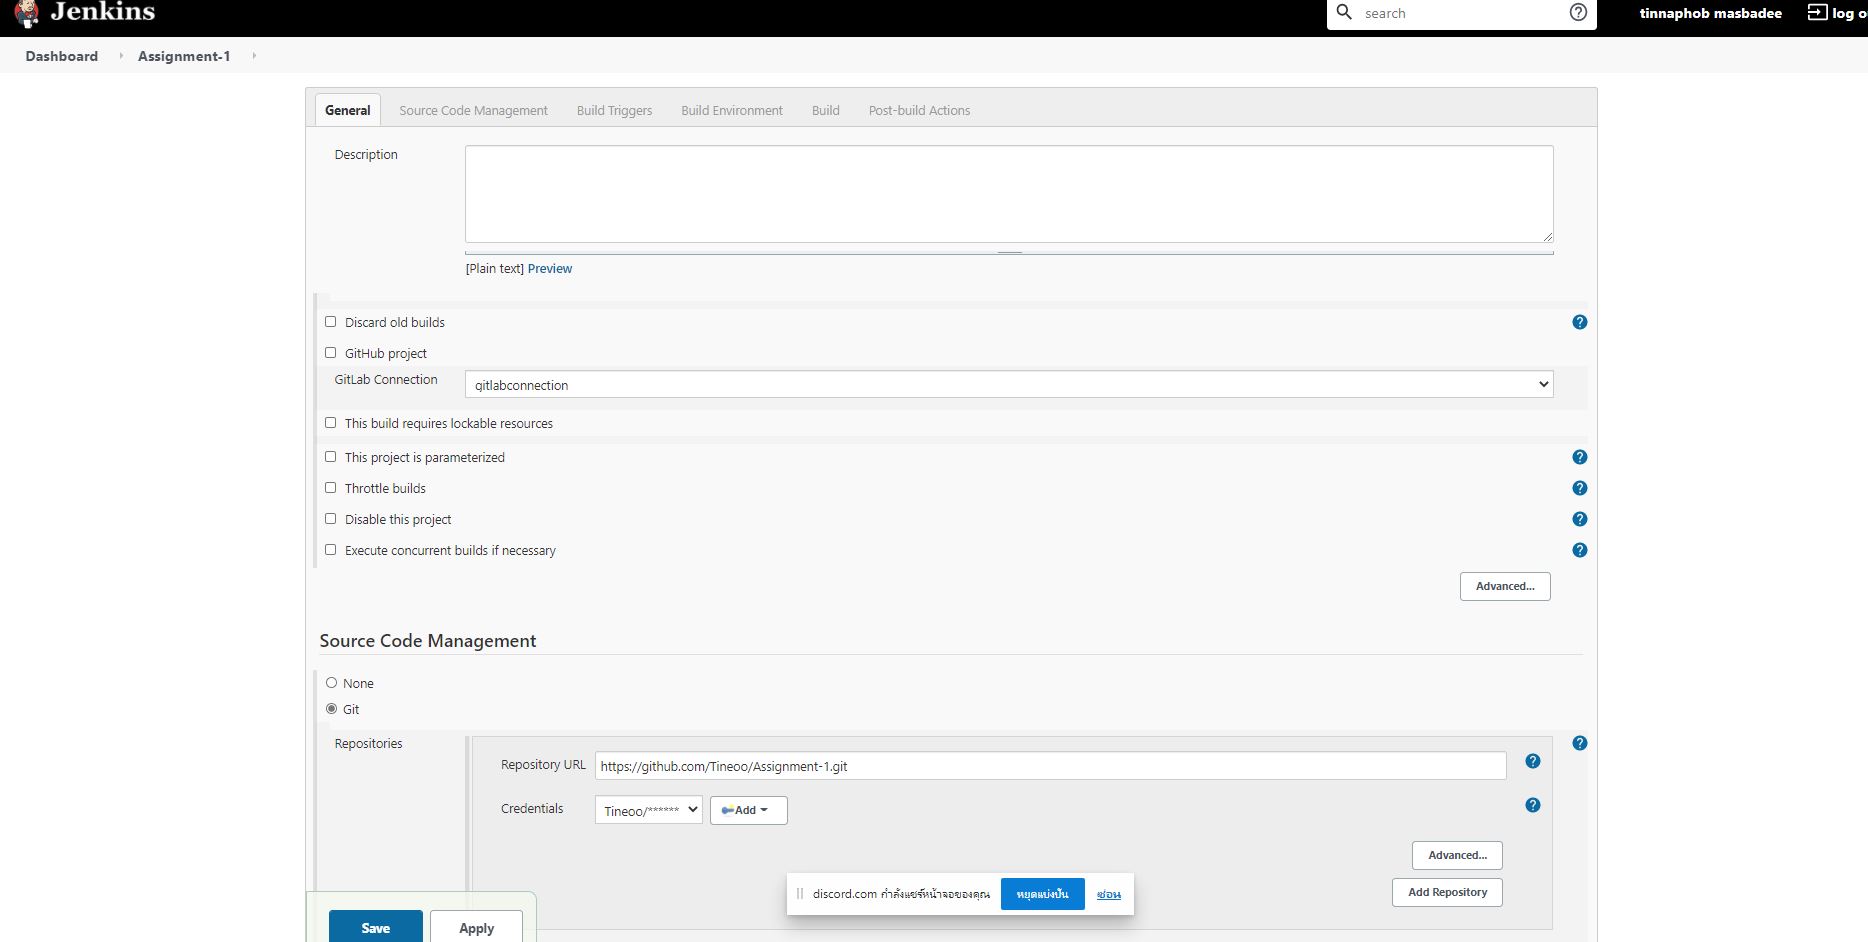 Jenkins
search
tinnaphob masbadee
log o
Dashboard
Assignment-1
General
Source Code Management
Build Triggers
Build Environment
Build
Post-build Actions
Description
[Plain text] Preview
Discard old builds
GitHub project
GitLab Connection
gitlabconnection
This build requires lockable resources
This project is parameterized
Throttle builds
Disable this project
Execute concurrent builds if necessary
Advanced...
Source Code Management
None
Git
Repositories
Repository URL
https://github.com/Tineoo/Assignment-1.git
Credentials
Tineoo/******
Add
Advanced...
Add Repository
discord.com กำลังแชร์หน้าจอของคุณ
หยุดแบ่งปัน
ซ่อน
Save
Apply